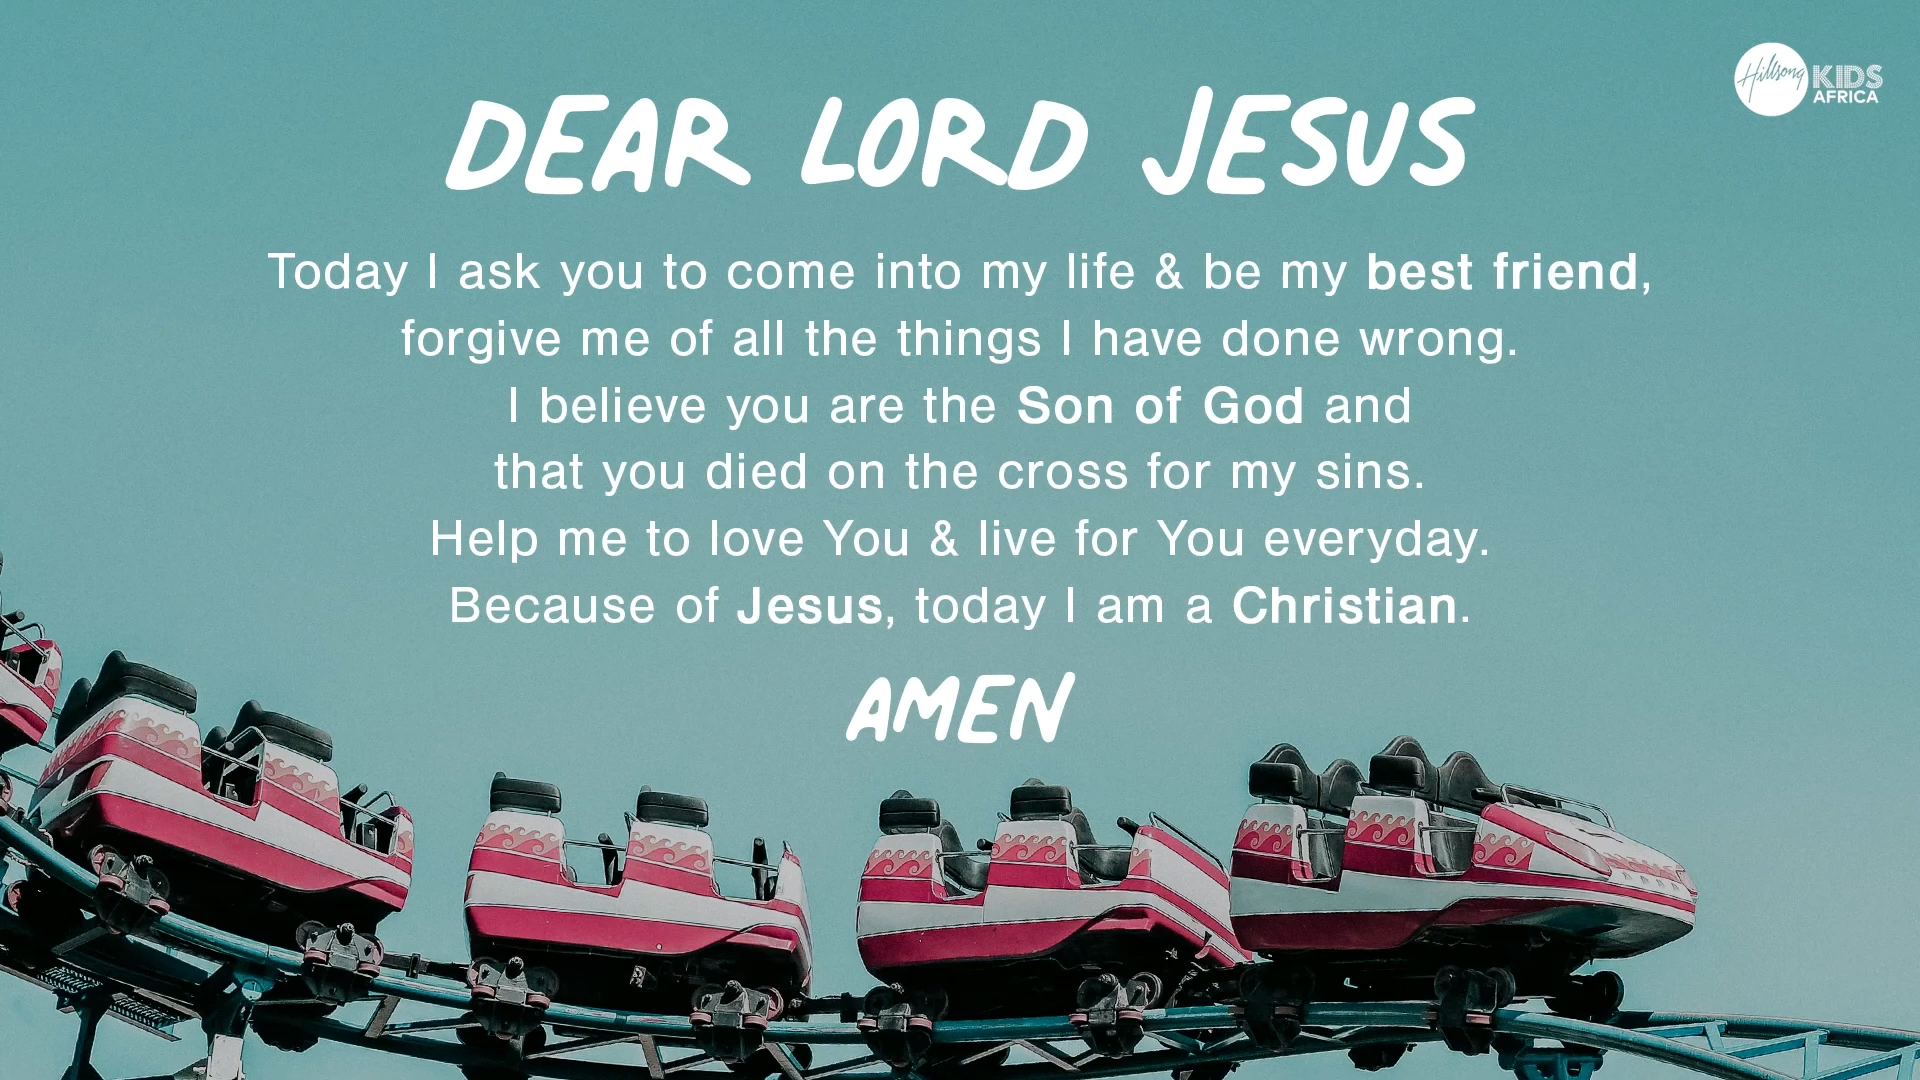 Hillsong KIDS
AFRICA
DEAR LORD JESUS
Today I ask you to come into my life & be my best friend,
forgive me of all the things I have done wrong.
I believe you are the Son of God and
that you died on the cross for my sins.
Help me to love You & live for You everyday.
Because of Jesus, today I am a Christian.
AMEN